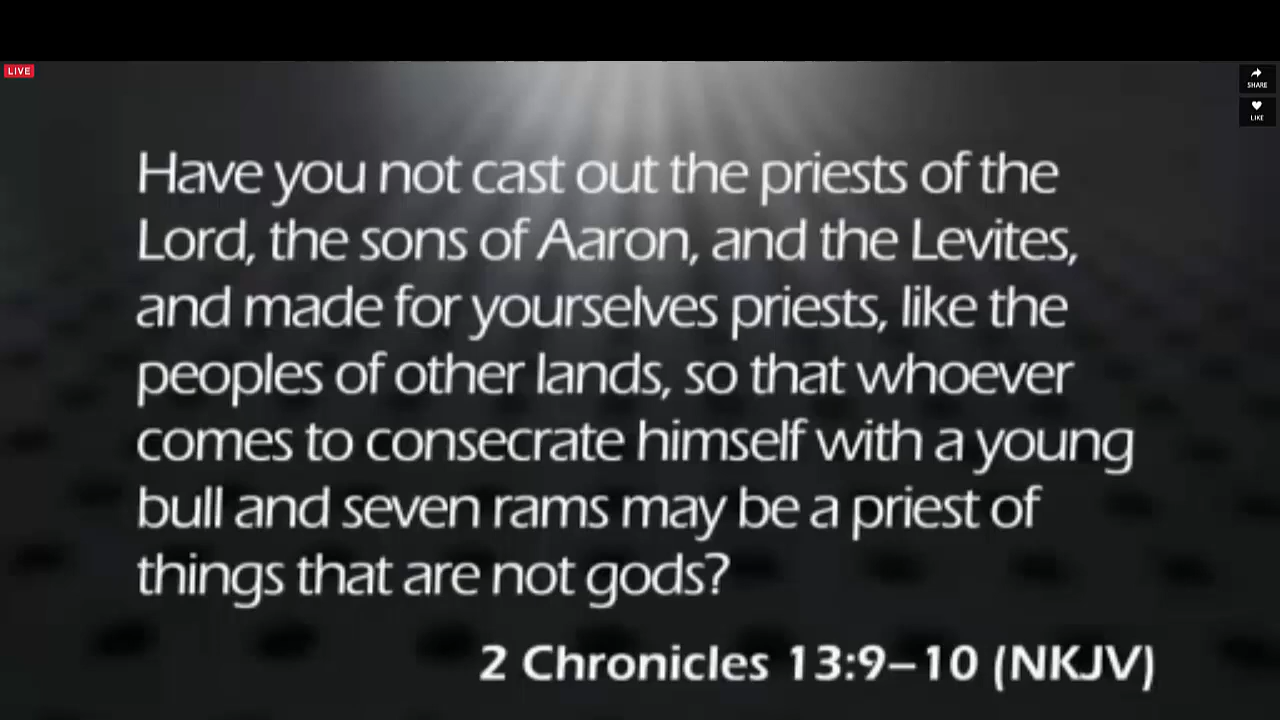 LIVE
SHARE
LIKE
Have you not cast out the priests of the
Lord, the sons of Aaron, and the Levites,
and made for yourselves priests, like the
peoples of other lands, so that whoever
comes to consecrate himself with a young
bull and seven rams may be a priest of
things that are not gods?
2 Chronicles 13:9–10 (NKJV)